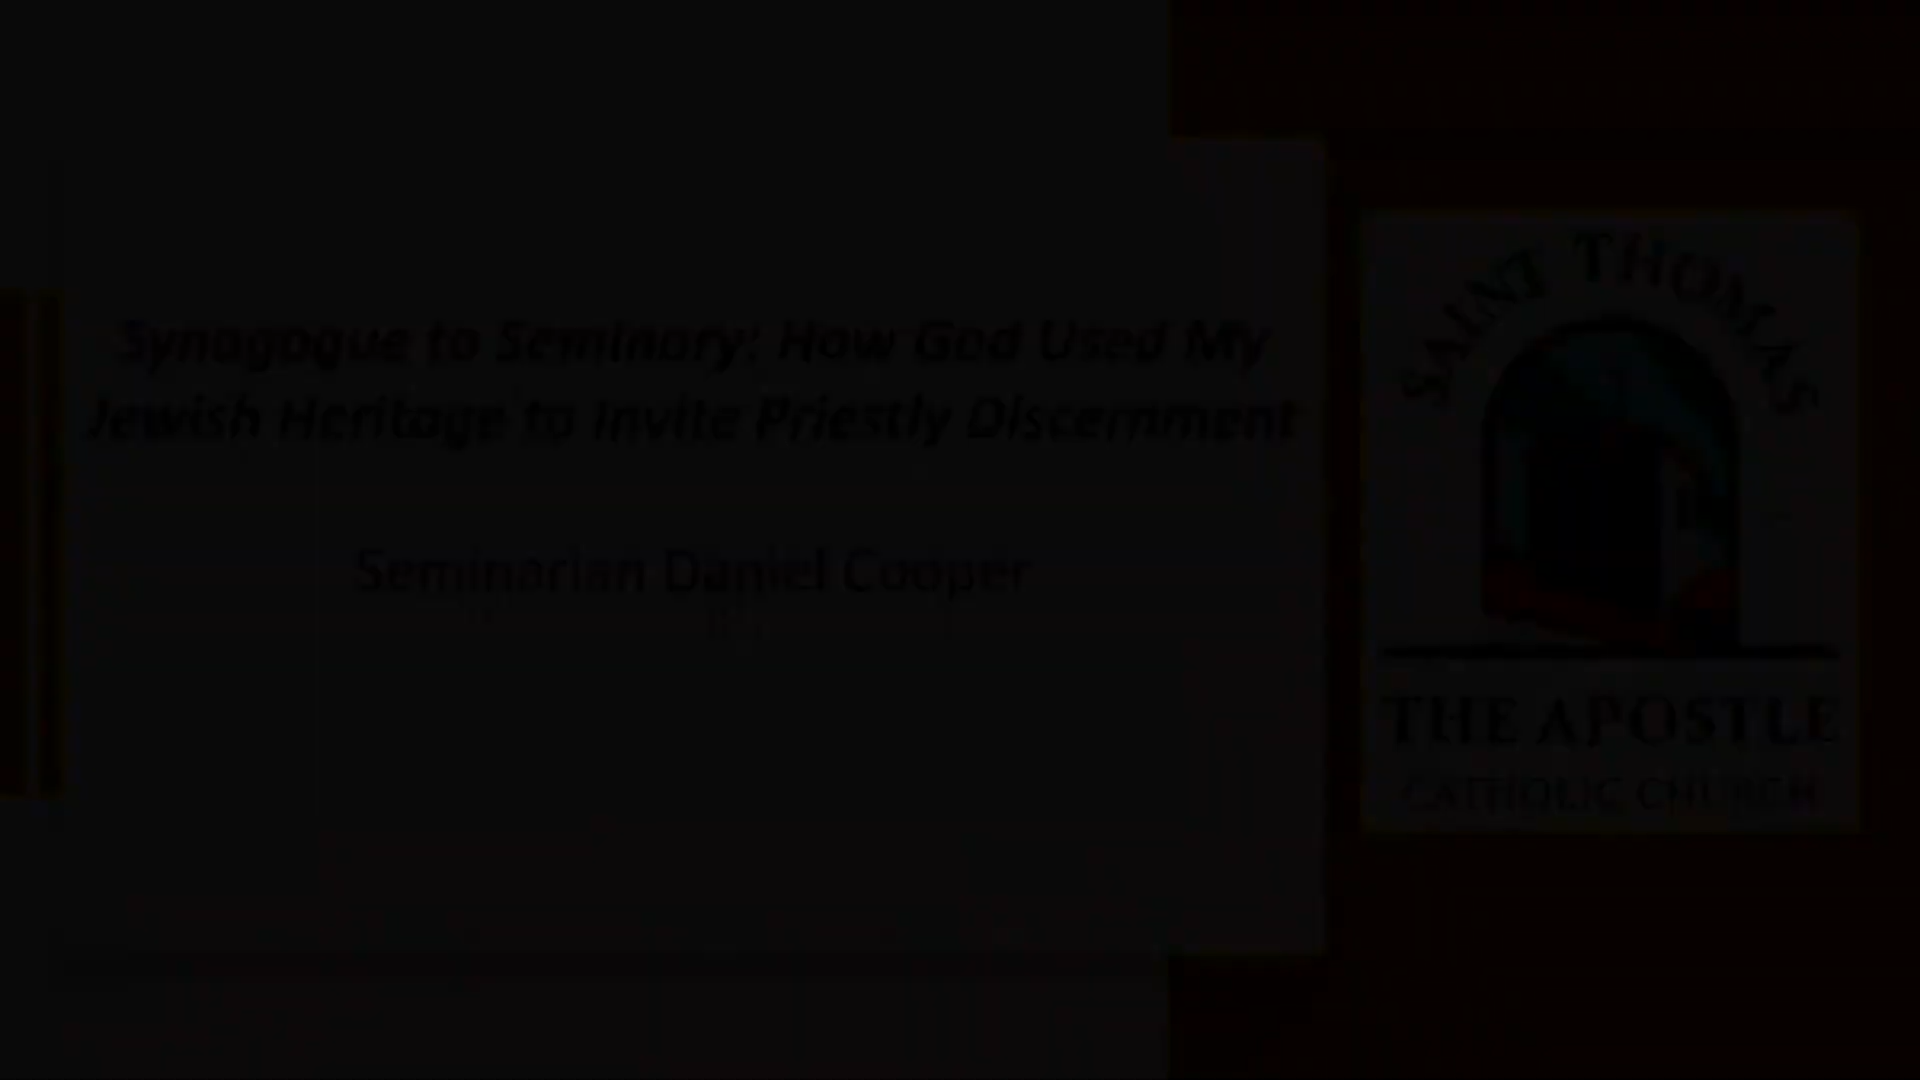 Synagogue to Seminary: How God Used My
Jewish Heritage to Invite Priestly Discernment
Seminarian Daniel Cooper
SAINT THOMAS
THE APOSTLE
CATHOLIC CHURCH